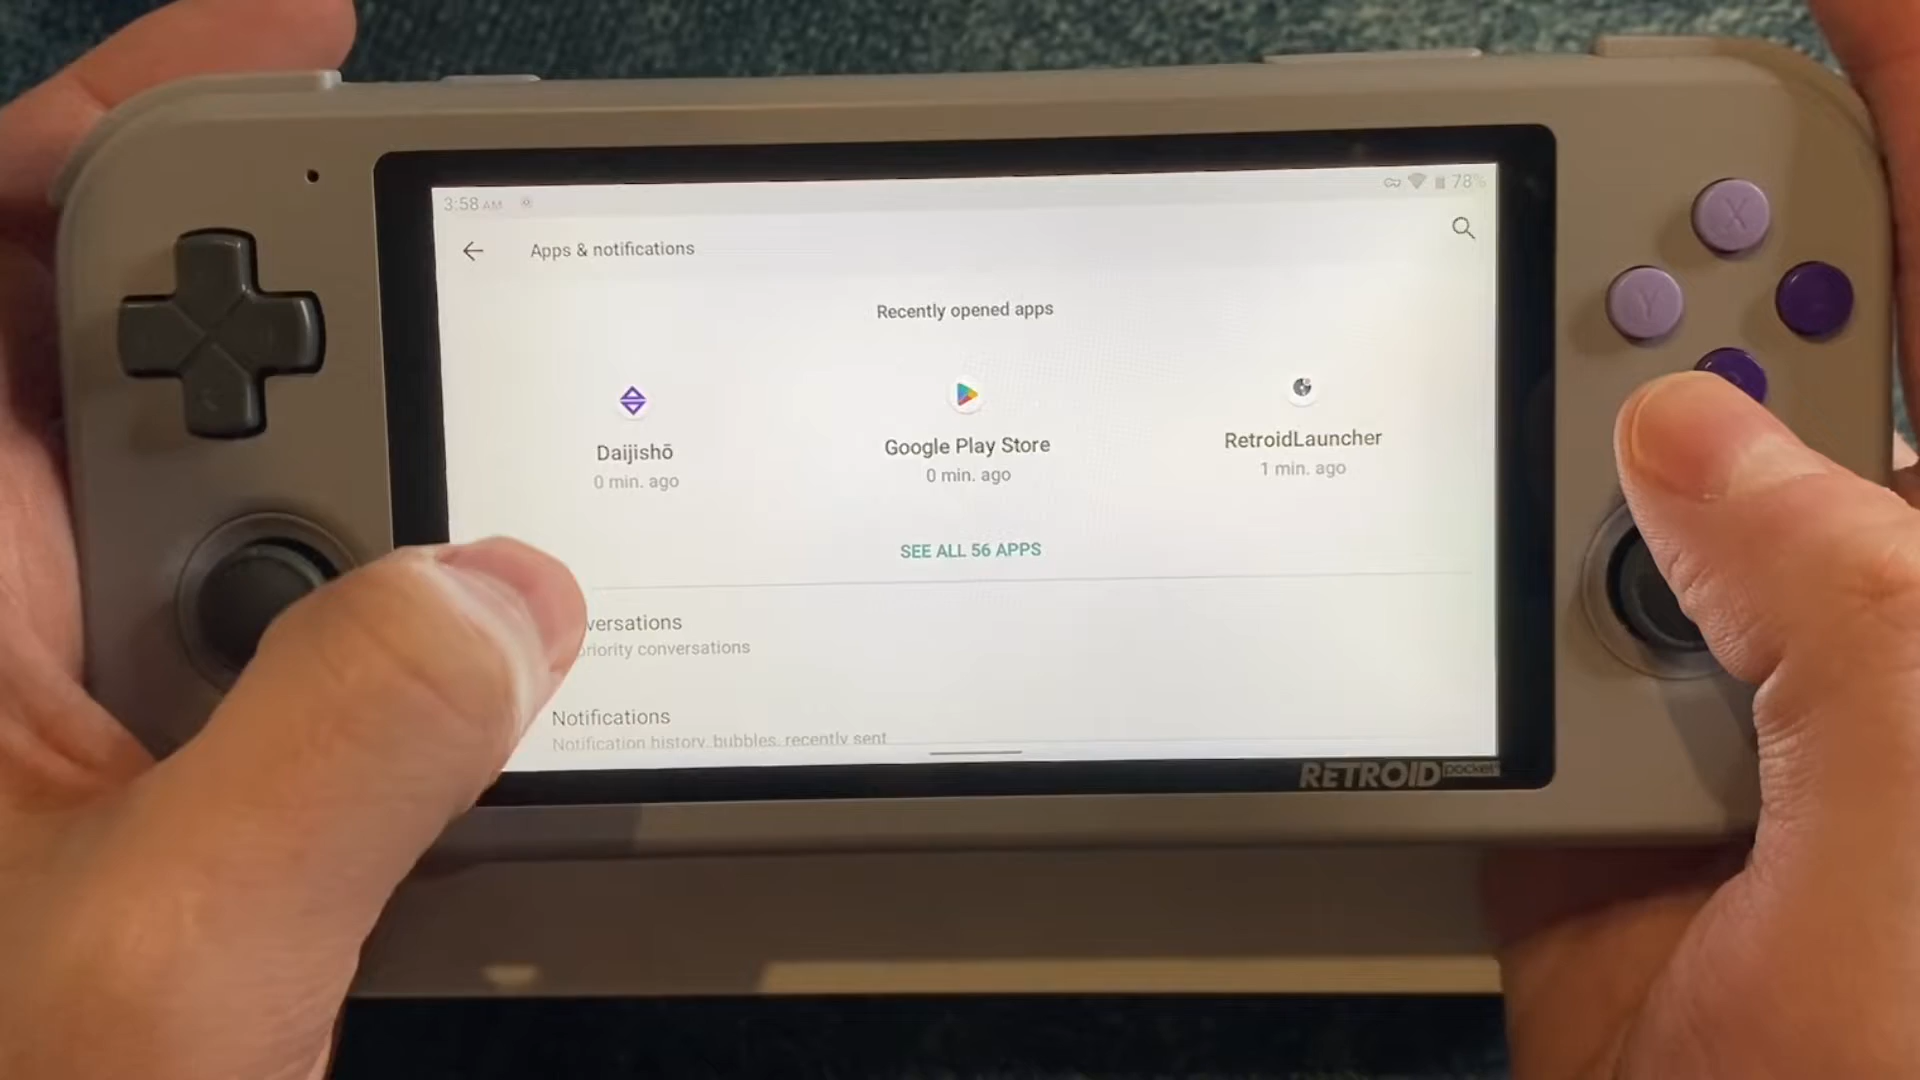 3:58 AM
78%
Apps & notifications
Recently opened apps
Daijishō
0 min. ago
Google Play Store
0 min. ago
RetroidLauncher
1 min. ago
SEE ALL 56 APPS
versations
priority conversations
Notifications
Notification history, bubbles, recently sent
RETROID pocket
X
Y